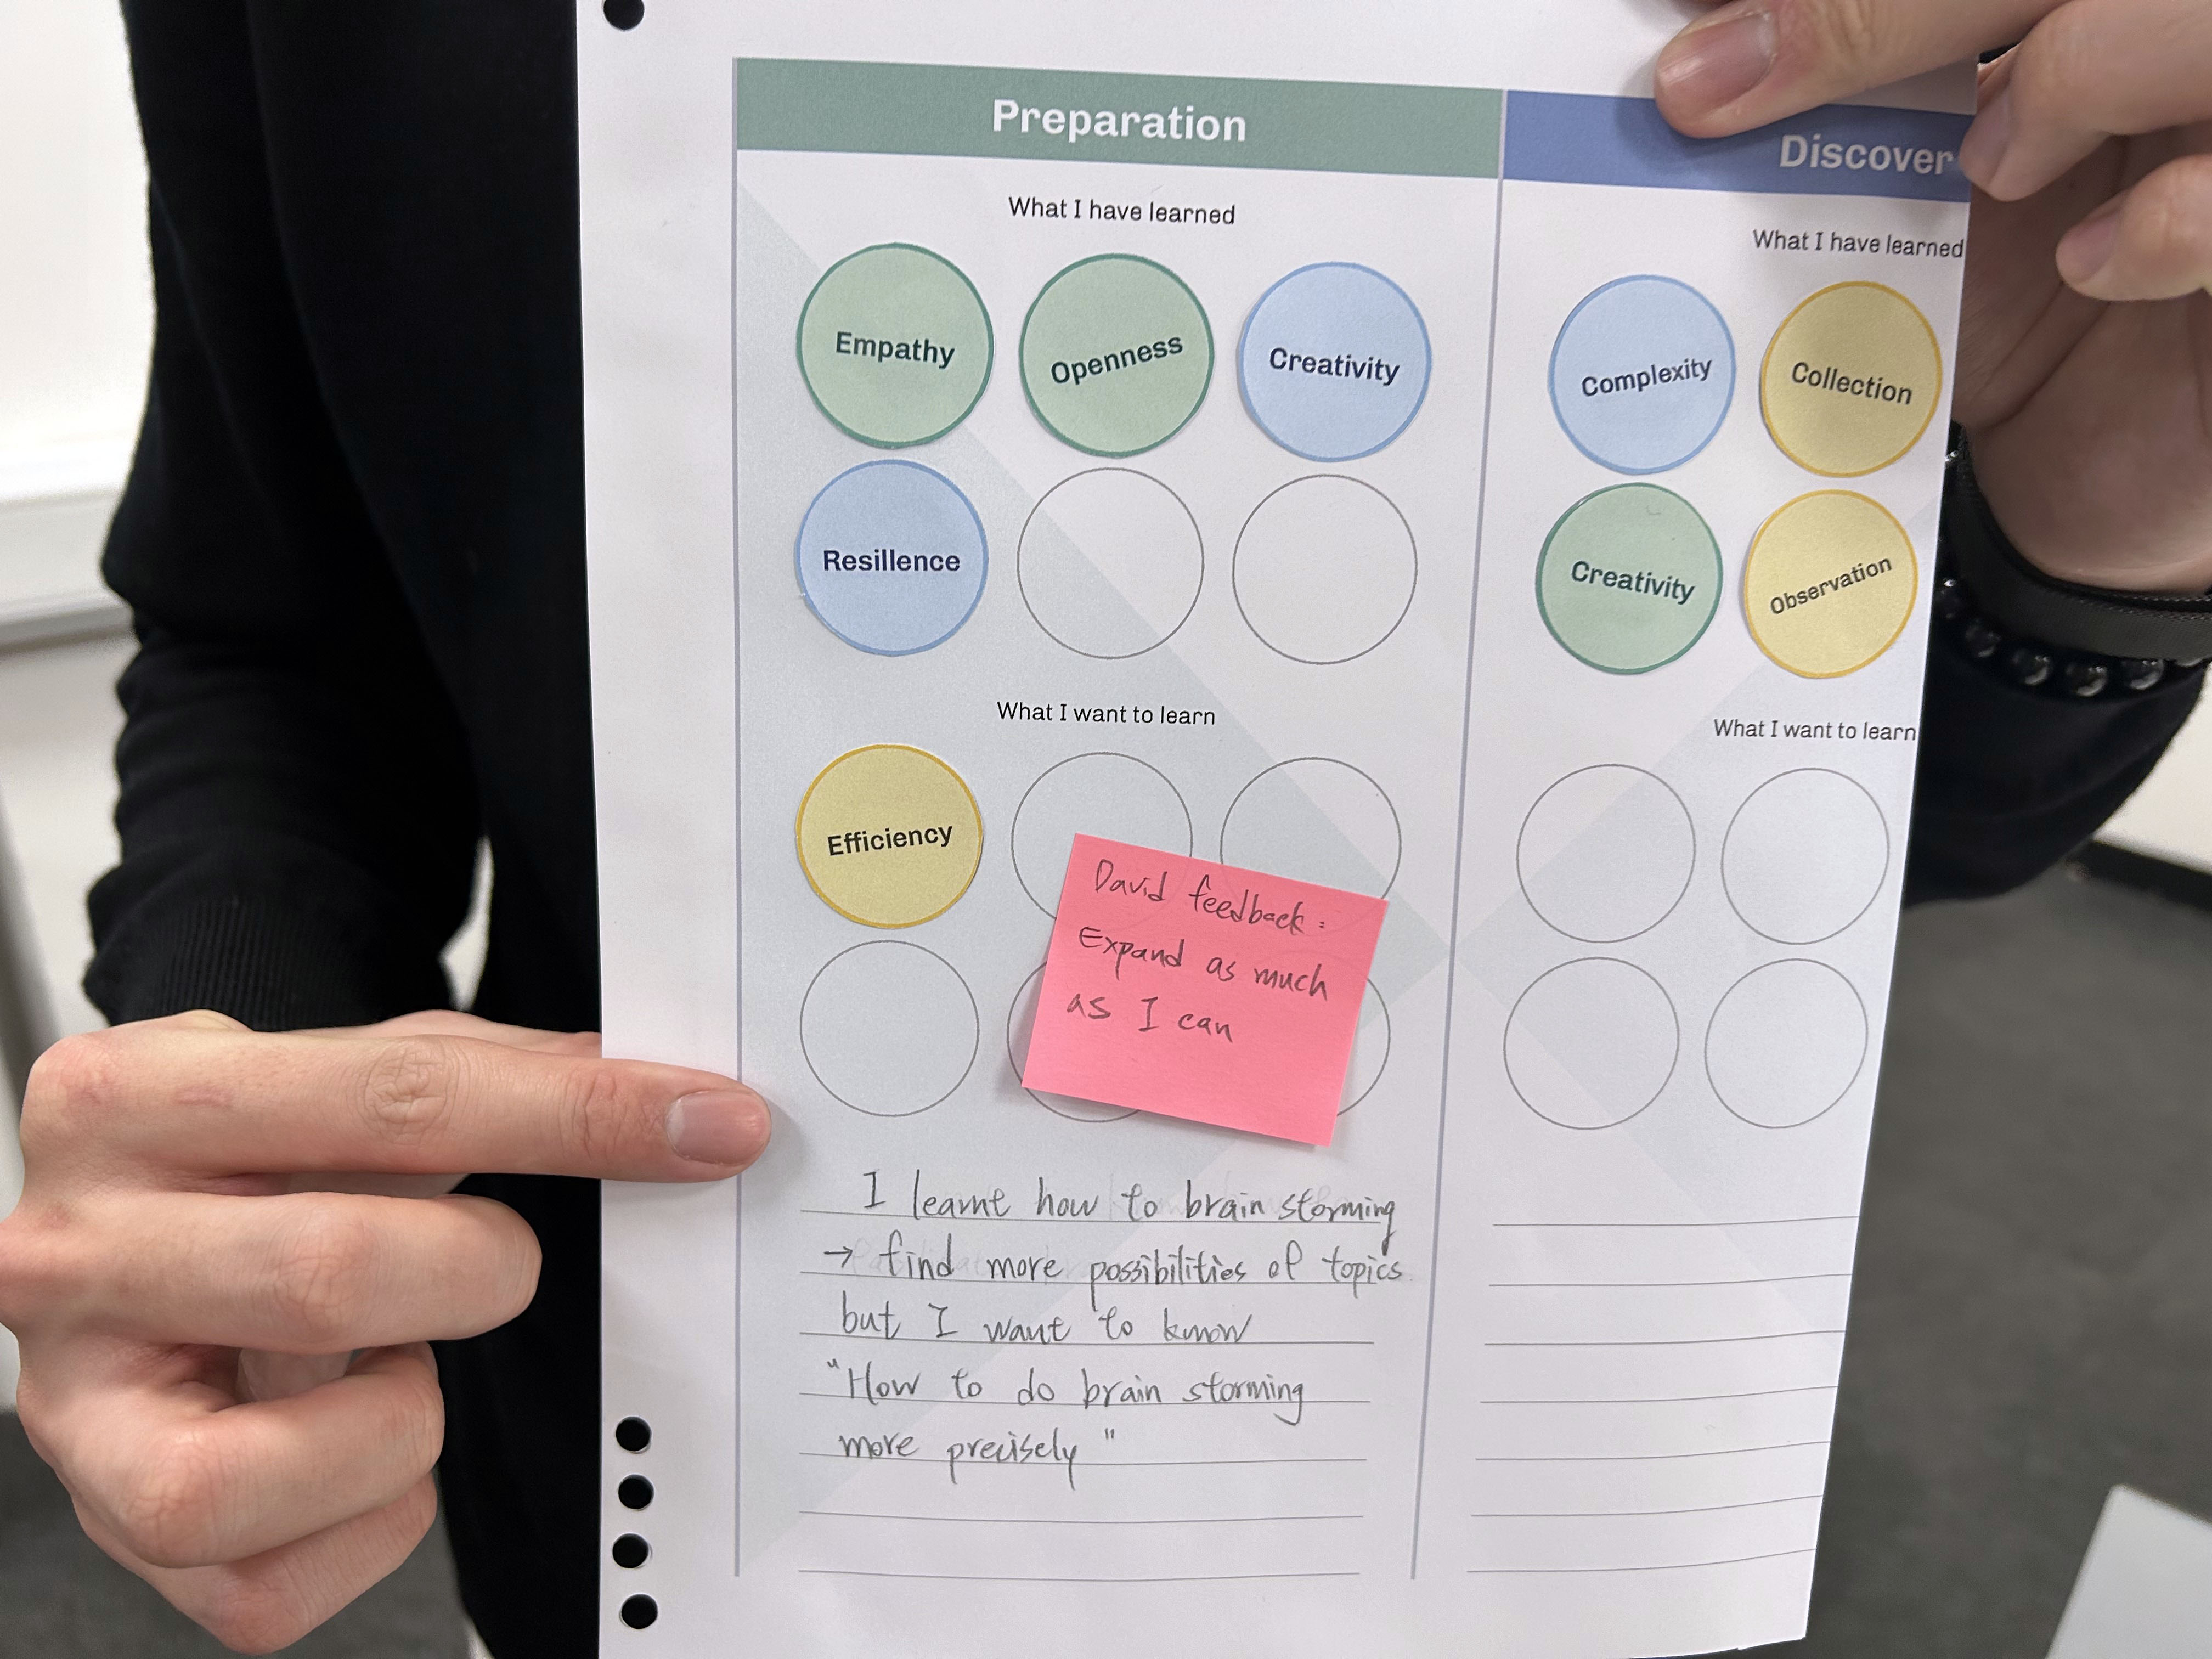 Preparation
What I have learned
Empathy
Openness
Creativity
Resillence
What I want to learn
Efficiency
David feedback :
Expand as much
as I can
I learnt how to brain storming
→ find more possibilities of topics
but I want to know
"How to do brain storming
more precisely"
Discover
What I have learned
Complexity
Collection
Creativity
Observation
What I want to learn